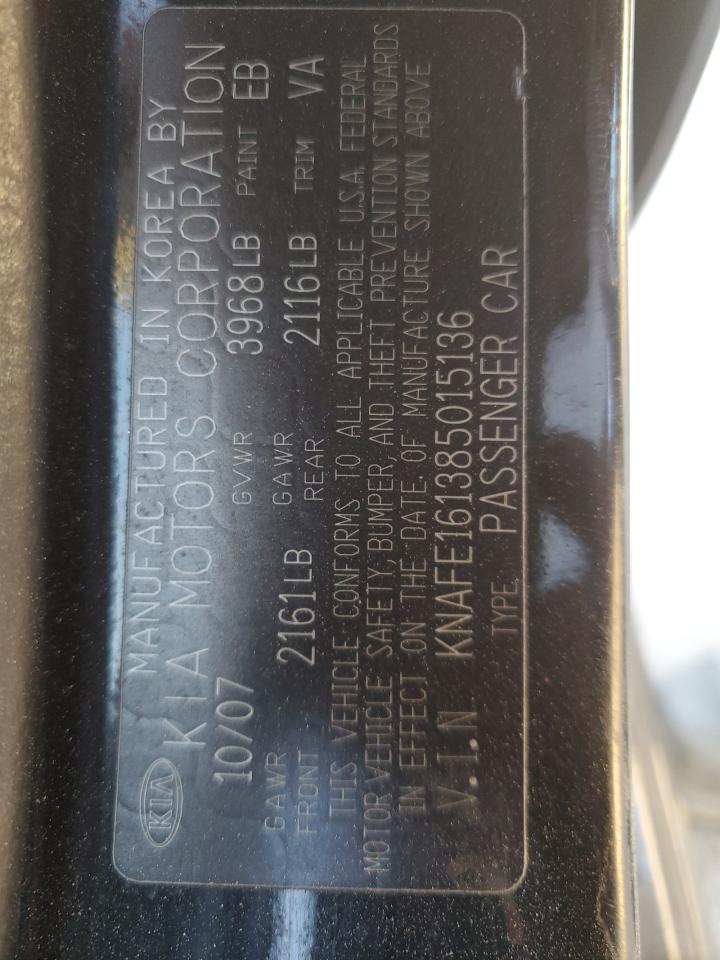 KIA
MANUFACTURED IN KOREA BY
KIA MOTORS CORPORATION
10/07 GVWR 3968LB PAINT EB
GAWR FRONT 2161LB GAWR REAR 2116LB TRIM VA
THIS VEHICLE CONFORMS TO ALL APPLICABLE U.S.A. FEDERAL
MOTOR VEHICLE SAFETY, BUMPER, AND THEFT PREVENTION STANDARDS
IN EFFECT ON THE DATE OF MANUFACTURE SHOWN ABOVE
V.I.N KNAFE161385015136
TYPE PASSENGER CAR